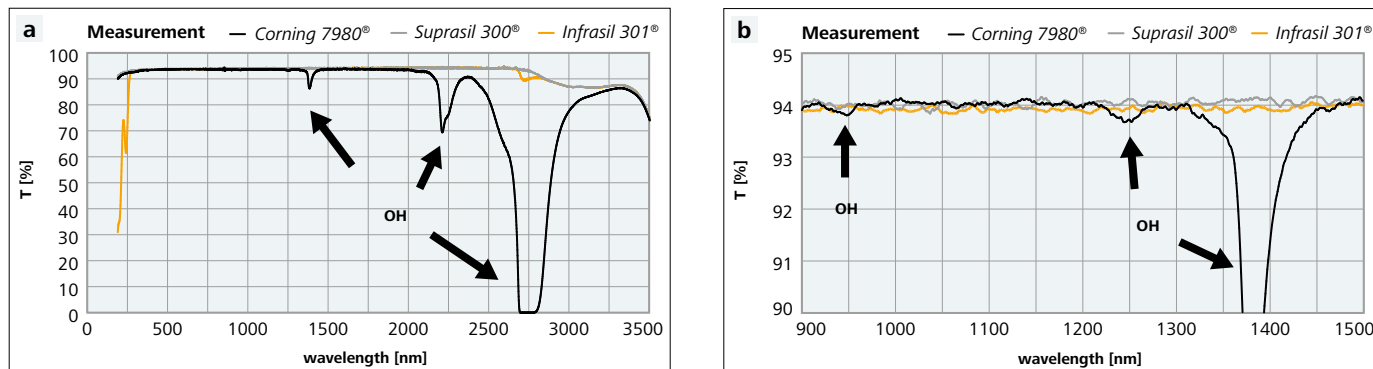 a Measurement Corning 7980® Suprasil 300® Infrasil 301®
100
90
80
70
60
50
40
30
20
10
0
T [%]
OH
0 500 1000 1500 2000 2500 3000 3500
wavelength [nm]
b Measurement Corning 7980® Suprasil 300® Infrasil 301®
95
94
93
92
91
90
T [%]
OH
OH
900 1000 1100 1200 1300 1400 1500
wavelength [nm]